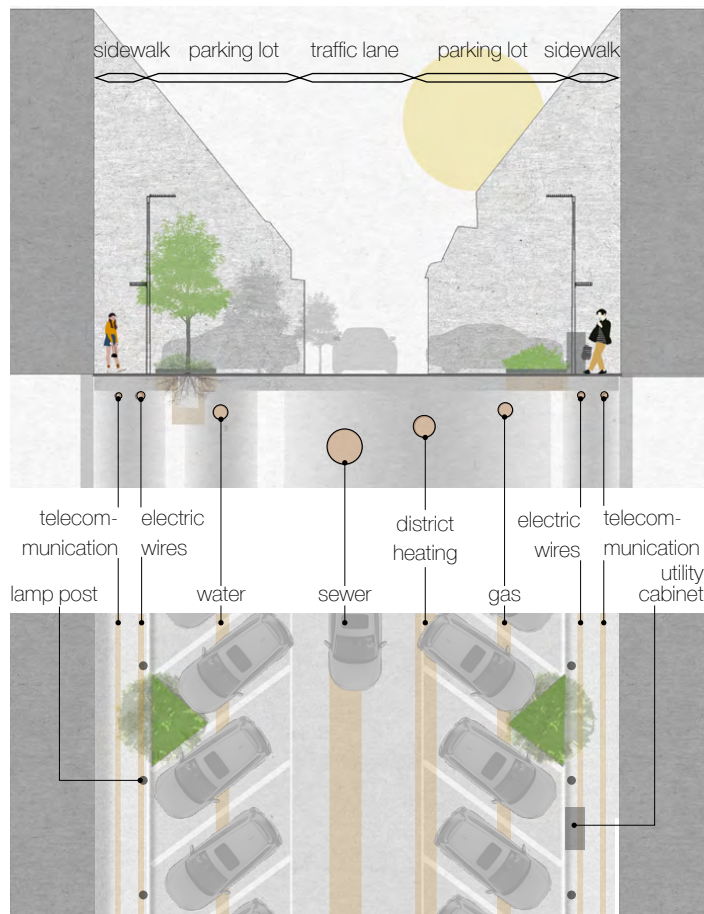 sidewalk parking lot traffic lane parking lot sidewalk
telecom-
munication
electric
wires
district
heating
electric
wires
telecom-
munication
lamp post water sewer gas
utility
cabinet